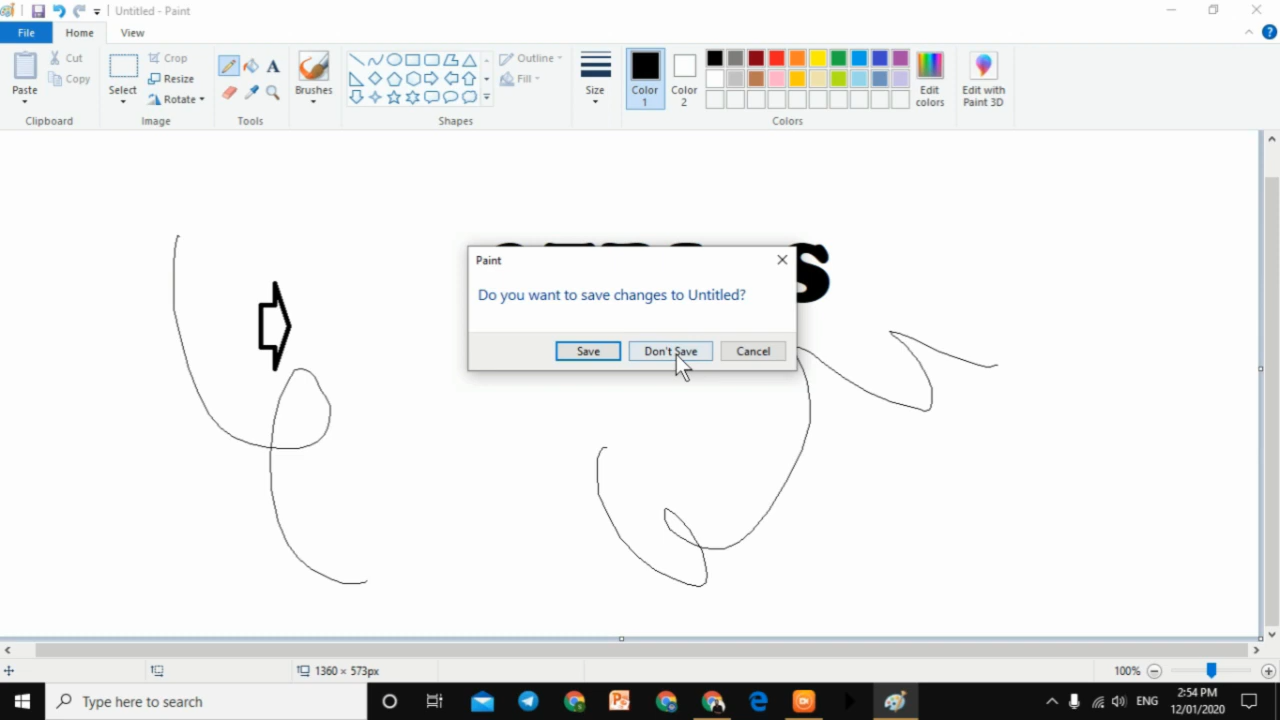 Untitled - Paint
File Home View
Paste Cut Copy Clipboard
Select Crop Resize Rotate Image
A Tools
Brushes
Outline Fill Shapes
Size
Color 1
Color 2
Edit colors
Colors
Edit with Paint 3D
Paint
Do you want to save changes to Untitled?
Save Don't Save Cancel
1360 × 573px 100%
Type here to search
ENG 2:54 PM
12/01/2020